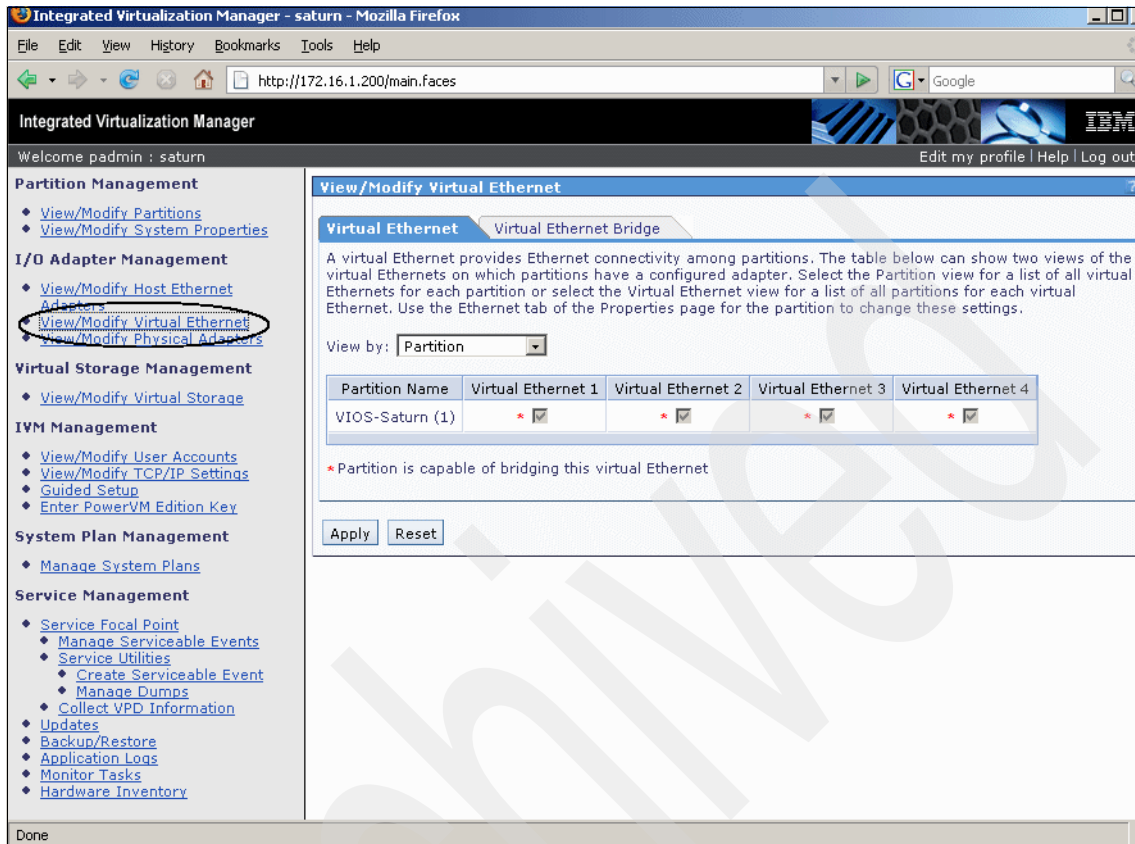 Integrated Virtualization Manager - saturn - Mozilla Firefox
File Edit View History Bookmarks Tools Help
http://172.16.1.200/main.faces
G Google
Integrated Virtualization Manager
IBM
Welcome padmin : saturn
Edit my profile | Help | Log out
Partition Management
View/Modify Partitions
View/Modify System Properties
I/O Adapter Management
View/Modify Host Ethernet
Adapters
View/Modify Virtual Ethernet
View/Modify Physical Adapters
Virtual Storage Management
View/Modify Virtual Storage
IVM Management
View/Modify User Accounts
View/Modify TCP/IP Settings
Guided Setup
Enter PowerVM Edition Key
System Plan Management
Manage System Plans
Service Management
Service Focal Point
Manage Serviceable Events
Service Utilities
Create Serviceable Event
Manage Dumps
Collect VPD Information
Updates
Backup/Restore
Application Logs
Monitor Tasks
Hardware Inventory
View/Modify Virtual Ethernet
?
Virtual Ethernet
Virtual Ethernet Bridge
A virtual Ethernet provides Ethernet connectivity among partitions. The table below can show two views of the
virtual Ethernets on which partitions have a configured adapter. Select the Partition view for a list of all virtual
Ethernets for each partition or select the Virtual Ethernet view for a list of all partitions for each virtual
Ethernet. Use the Ethernet tab of the Properties page for the partition to change these settings.
View by: Partition
Partition Name Virtual Ethernet 1 Virtual Ethernet 2 Virtual Ethernet 3 Virtual Ethernet 4
VIOS-Saturn (1) * * * *
* Partition is capable of bridging this virtual Ethernet
Apply Reset
Done